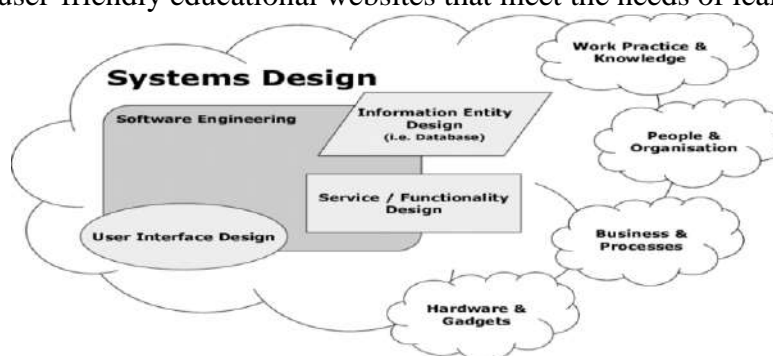 user-friendly educational websites that meet the needs of lear
Work Practice &
Knowledge
Systems Design
Software Engineering
Information Entity
Design
(i.e. Database)
People &
Organisation
Service / Functionality
Design
User Interface Design
Business &
Processes
Hardware &
Gadgets